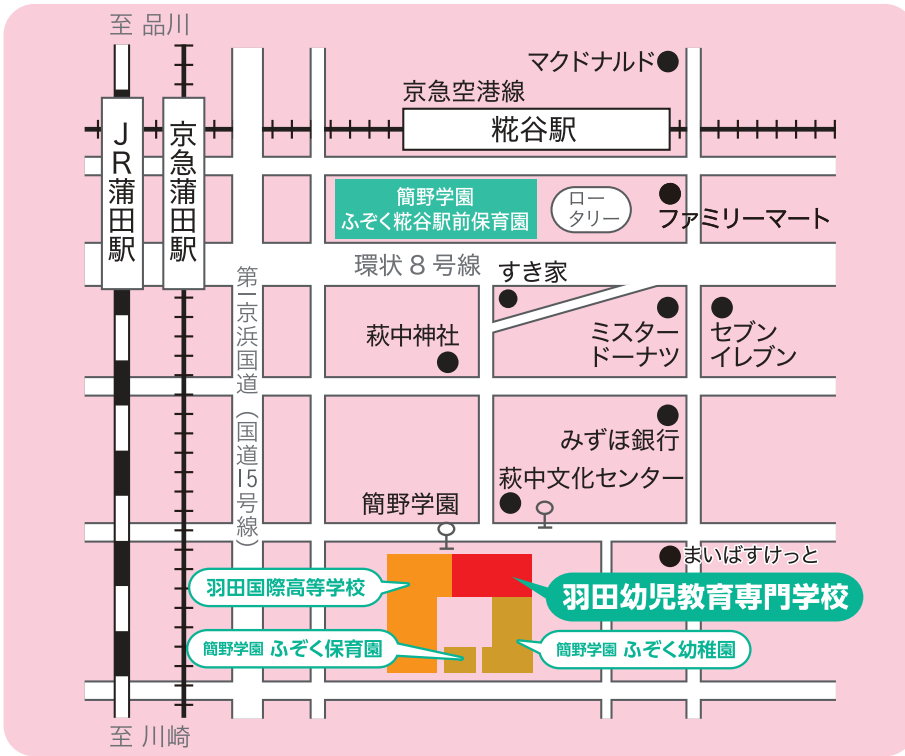 至 品川
マクドナルド
京急空港線
糀谷駅
JR蒲田駅
京急蒲田駅
簡野学園
ふぞく糀谷駅前保育園
ロー
タリー
ファミリーマート
環状8号線
すき家
第一京浜国道（国道15号線）
萩中神社
ミスター
ドーナツ
セブン
イレブン
みずほ銀行
萩中文化センター
簡野学園
まいばすけっと
羽田国際高等学校
羽田幼児教育専門学校
簡野学園 ふぞく保育園
簡野学園 ふぞく幼稚園
至 川崎